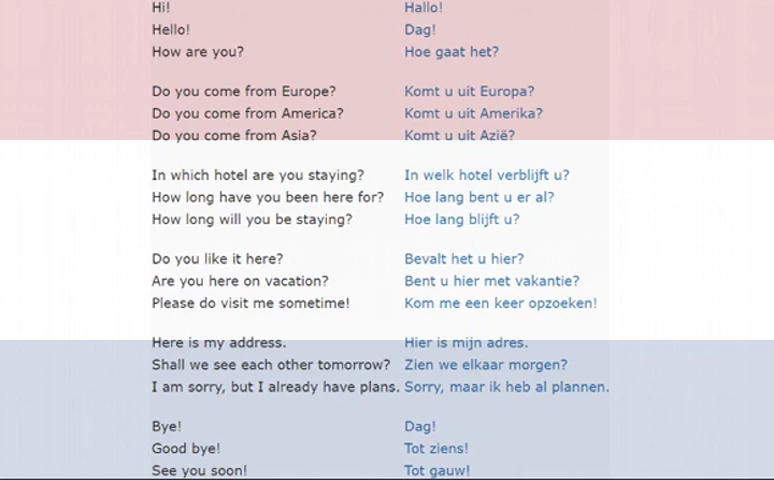 Hi! Hallo!
Hello! Dag!
How are you? Hoe gaat het?
Do you come from Europe? Komt u uit Europa?
Do you come from America? Komt u uit Amerika?
Do you come from Asia? Komt u uit Azië?
In which hotel are you staying? In welk hotel verblijft u?
How long have you been here for? Hoe lang bent u er al?
How long will you be staying? Hoe lang blijft u?
Do you like it here? Bevalt het u hier?
Are you here on vacation? Bent u hier met vakantie?
Please do visit me sometime! Kom me een keer opzoeken!
Here is my address. Hier is mijn adres.
Shall we see each other tomorrow? Zien we elkaar morgen?
I am sorry, but I already have plans. Sorry, maar ik heb al plannen.
Bye! Dag!
Good bye! Tot ziens!
See you soon! Tot gauw!